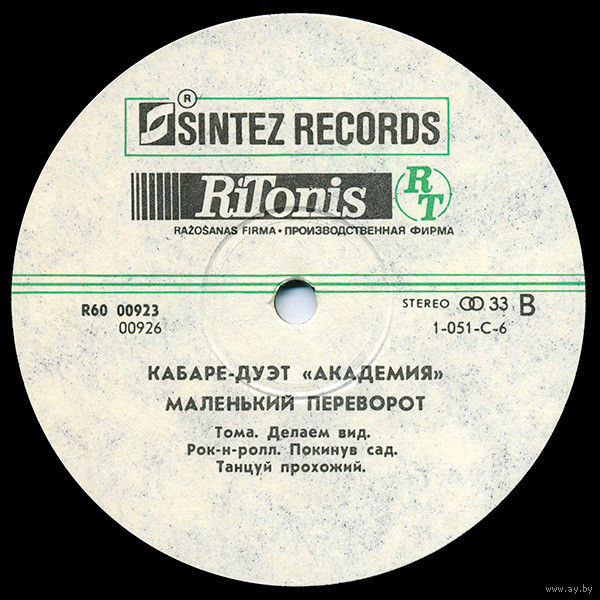 ®
SINTEZ RECORDS
RiTonis RT
RAŽOŠANAS FIRMA • ПРОИЗВОДСТВЕННАЯ ФИРМА
R60 00923 STEREO 33 B
00926 1-051-C-6
КАБАРЕ-ДУЭТ «АКАДЕМИЯ»
МАЛЕНЬКИЙ ПЕРЕВОРОТ
Тома. Делаем вид.
Рок-н-ролл. Покинув сад.
Танцуй прохожий.
www.ay.by